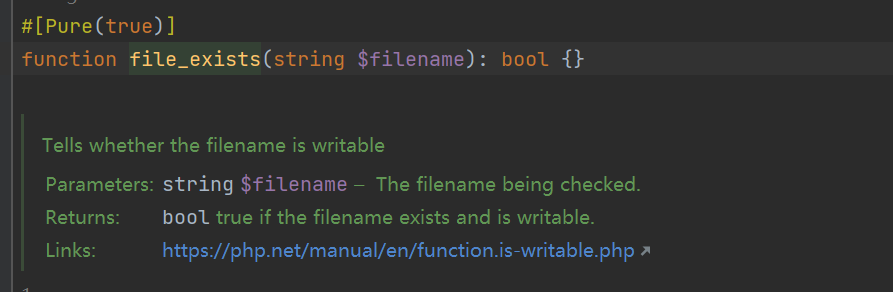 #[Pure(true)]
function file_exists(string $filename): bool {}
Tells whether the filename is writable
Parameters: string $filename – The filename being checked.
Returns: bool true if the filename exists and is writable.
Links: https://php.net/manual/en/function.is-writable.php ↗